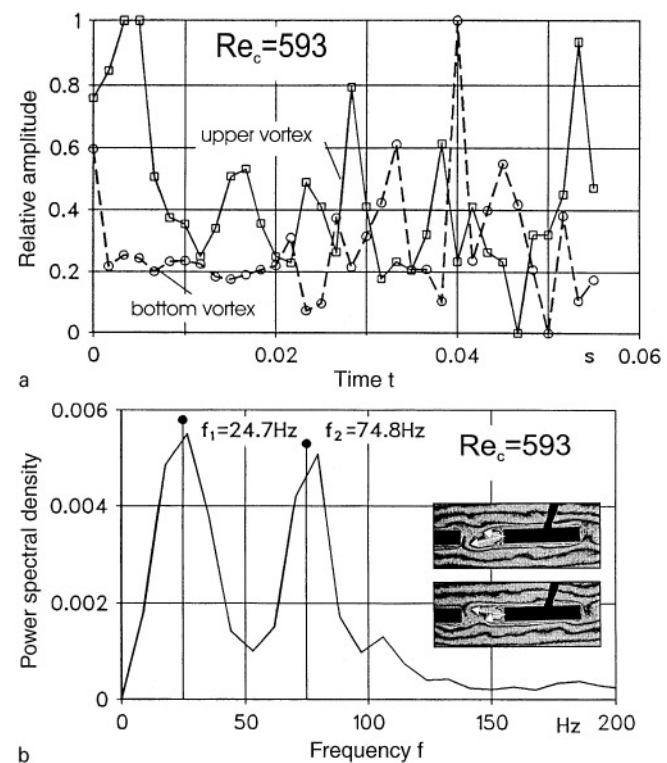 1
Re_c=593
0.8
upper vortex
0.6
Relative amplitude
0.4
0.2
bottom vortex
0
0 0.02 0.04 s 0.06
a
Time t
0.006
f₁=24.7Hz f₂=74.8Hz Re_c=593
0.004
Power spectral density
0.002
0
0 50 100 150 Hz 200
b
Frequency f